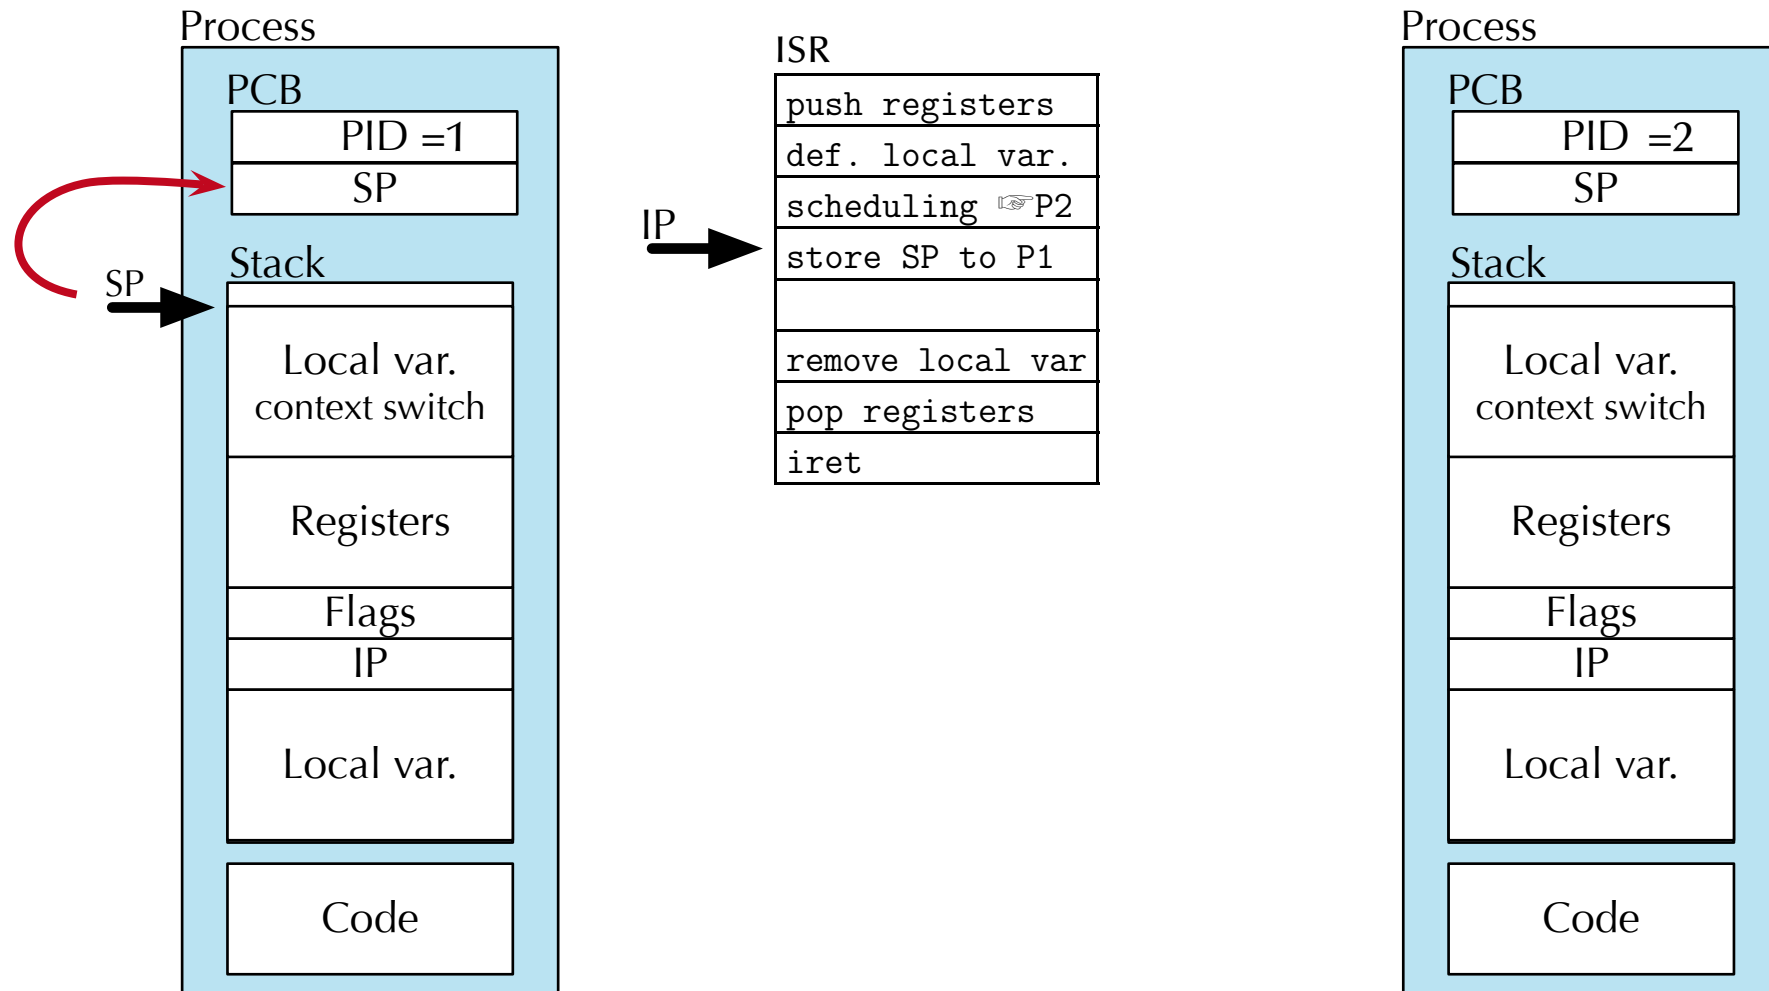 Process
PCB
PID =1
SP
SP
Stack
Local var.
context switch
Registers
Flags
IP
Local var.
Code
ISR
push registers
def. local var.
scheduling ☞P2
IP
store SP to P1
remove local var
pop registers
iret
Process
PCB
PID =2
SP
Stack
Local var.
context switch
Registers
Flags
IP
Local var.
Code